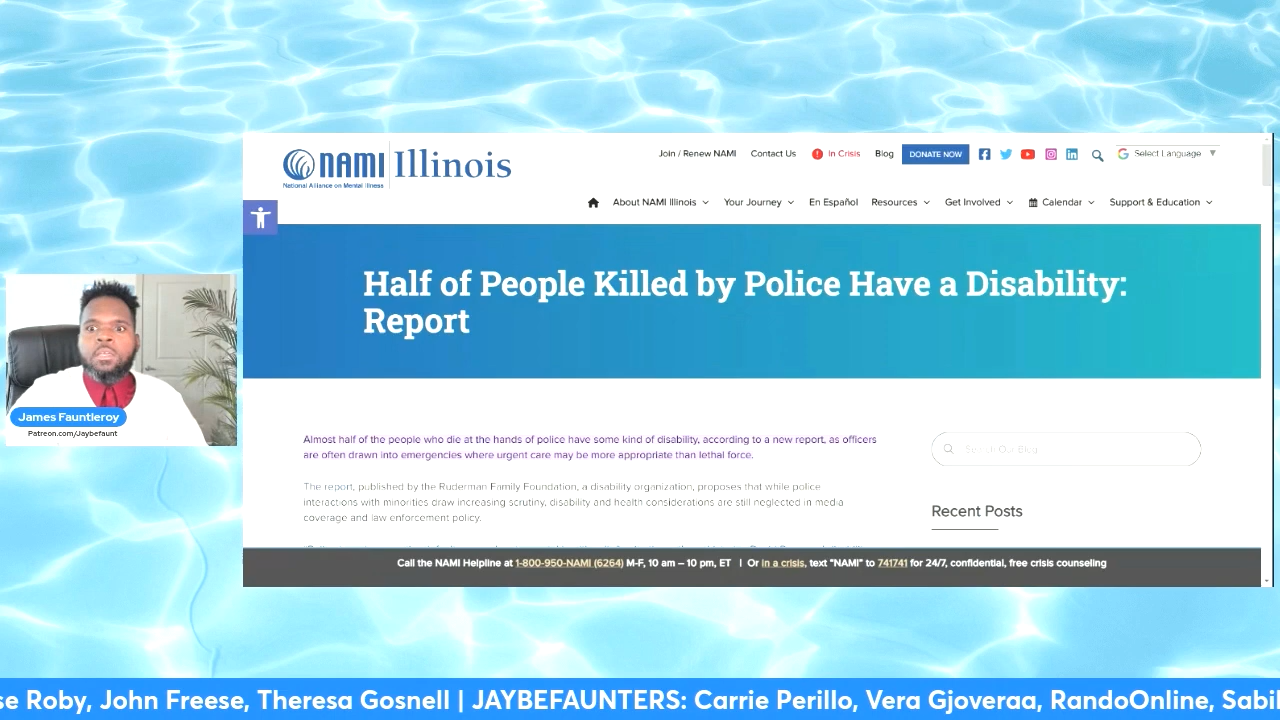 NAMI Illinois
National Alliance on Mental Illness
Join / Renew NAMI Contact Us In Crisis Blog DONATE NOW Select Language
About NAMI Illinois Your Journey En Español Resources Get Involved Calendar Support & Education
Half of People Killed by Police Have a Disability:
Report
Almost half of the people who die at the hands of police have some kind of disability, according to a new report, as officers
are often drawn into emergencies where urgent care may be more appropriate than lethal force.
The report, published by the Ruderman Family Foundation, a disability organization, proposes that while police
interactions with minorities draw increasing scrutiny, disability and health considerations are still neglected in media
coverage and law enforcement policy.
Search Our Blog
Recent Posts
Call the NAMI Helpline at 1-800-950-NAMI (6264) M-F, 10 am – 10 pm, ET | Or in a crisis, text “NAMI” to 741741 for 24/7, confidential, free crisis counseling
James Fauntleroy
Patreon.com/Jaybefaunt
se Roby, John Freese, Theresa Gosnell | JAYBEFAUNTERS: Carrie Perillo, Vera Gjoveraa, RandoOnline, Sabi